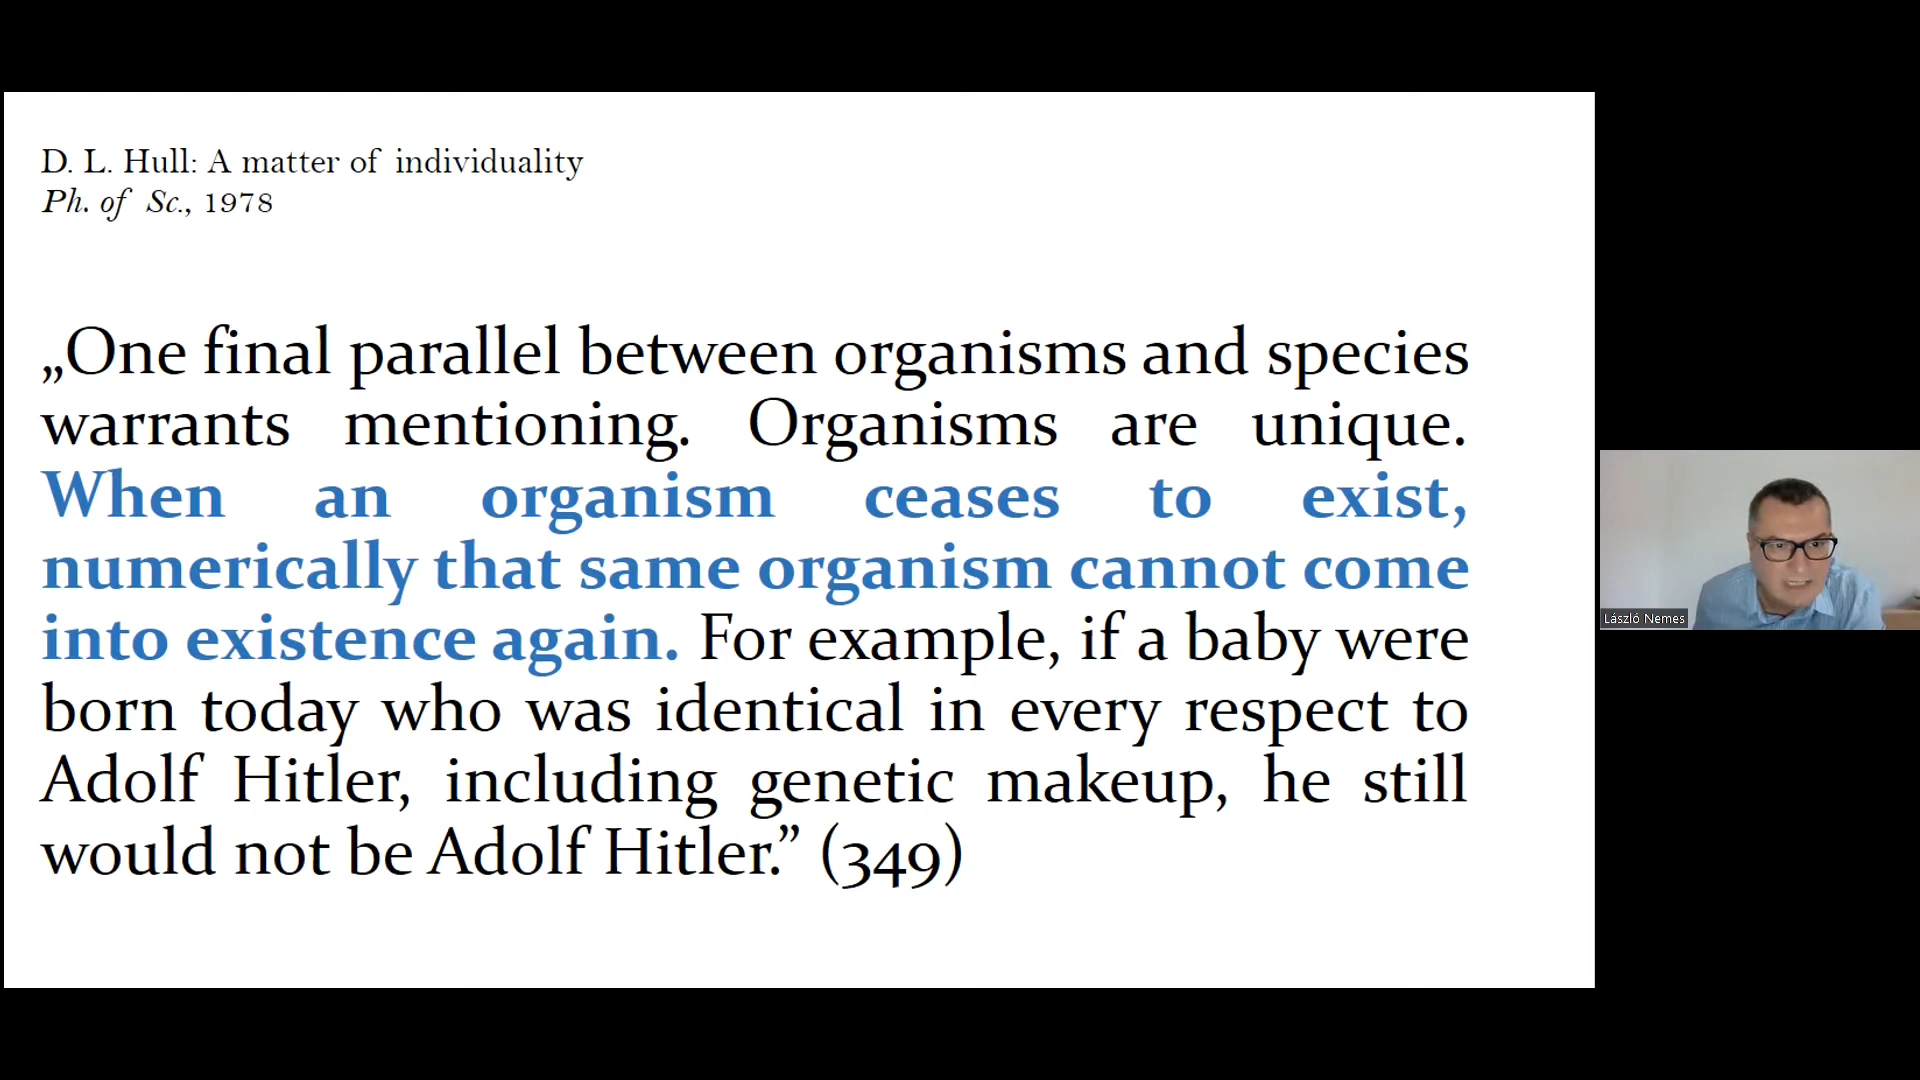 D. L. Hull: A matter of individuality
Ph. of Sc., 1978
„One final parallel between organisms and species
warrants mentioning. Organisms are unique.
When an organism ceases to exist,
numerically that same organism cannot come
into existence again. For example, if a baby were
born today who was identical in every respect to
Adolf Hitler, including genetic makeup, he still
would not be Adolf Hitler.” (349)
László Nemes